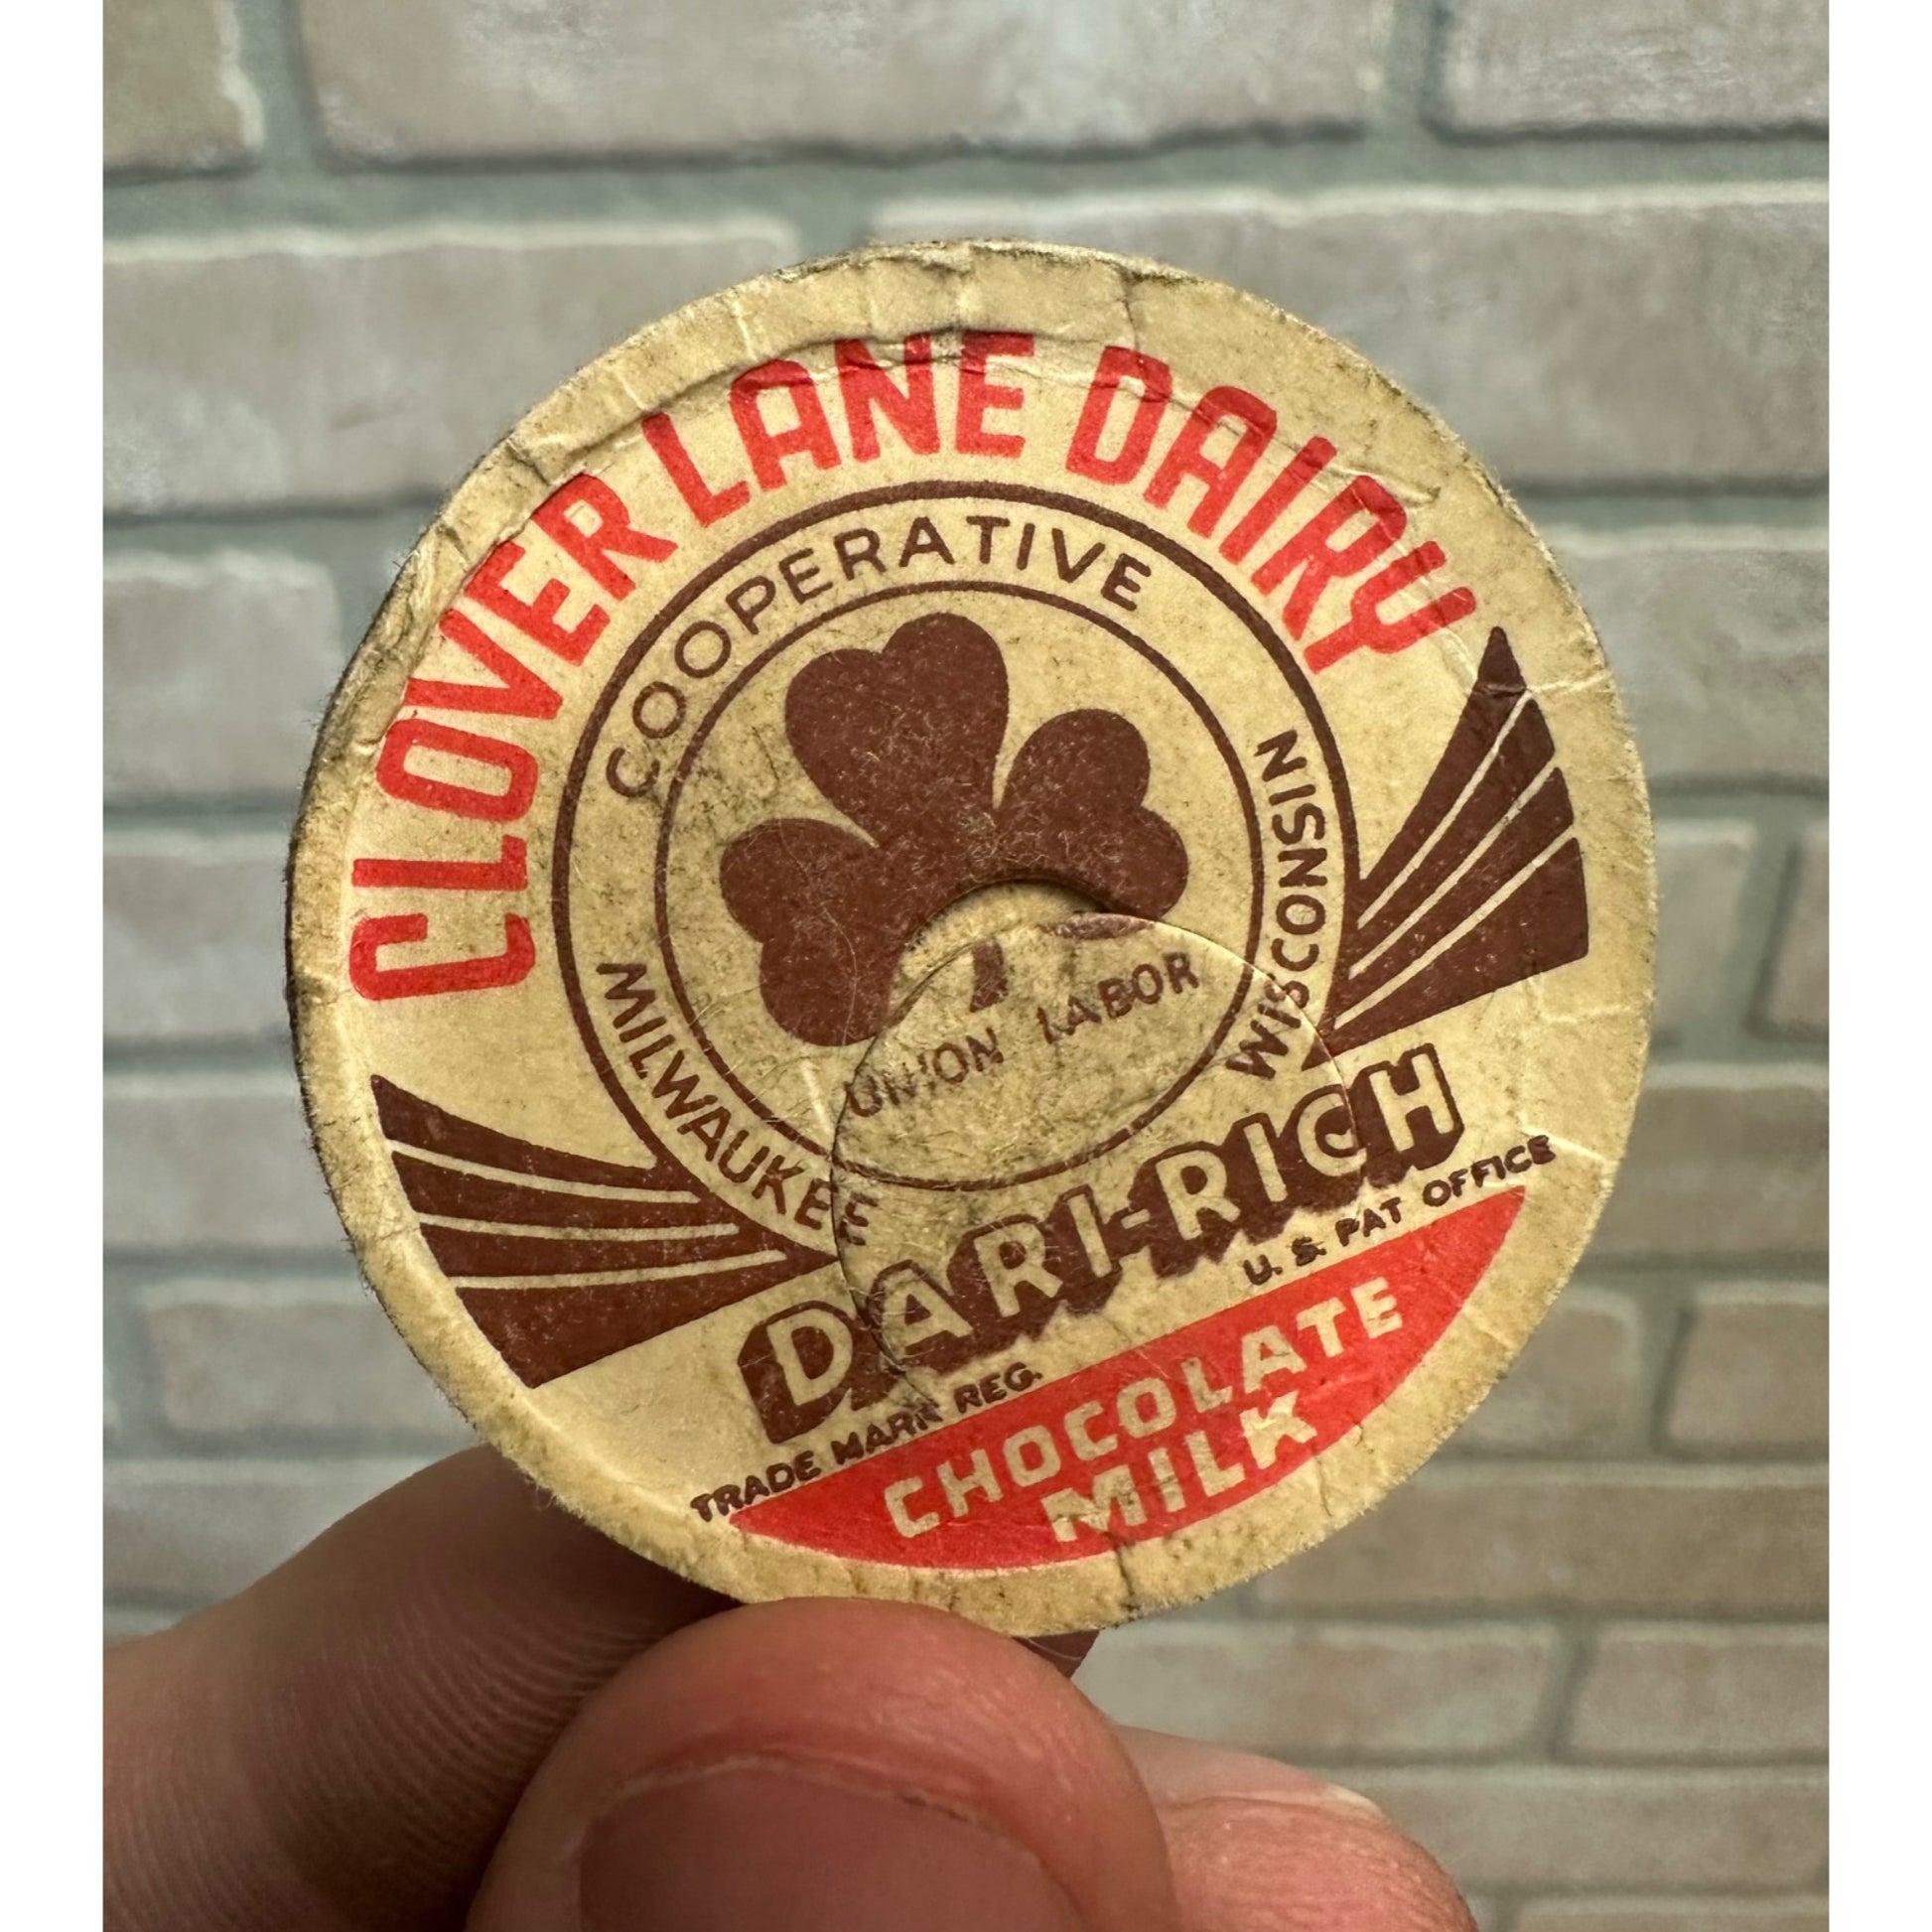 CLOVER LANE DAIRY
COOPERATIVE
MILWAUKEE WISCONSIN
UNION LABOR
DARI-RICH
TRADE MARK REG. U. S. PAT OFFICE
CHOCOLATE
MILK